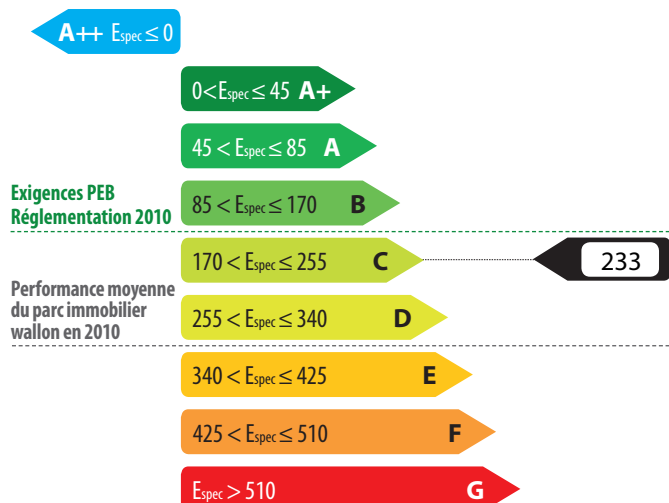 A++ Espec ≤ 0
0<Espec ≤ 45 A+
45 < Espec ≤ 85 A
Exigences PEB
Réglementation 2010
85 < Espec ≤ 170 B
170 < Espec ≤ 255 C
233
Performance moyenne
du parc immobilier
wallon en 2010
255 < Espec ≤ 340 D
340 < Espec ≤ 425 E
425 < Espec ≤ 510 F
Espec > 510 G